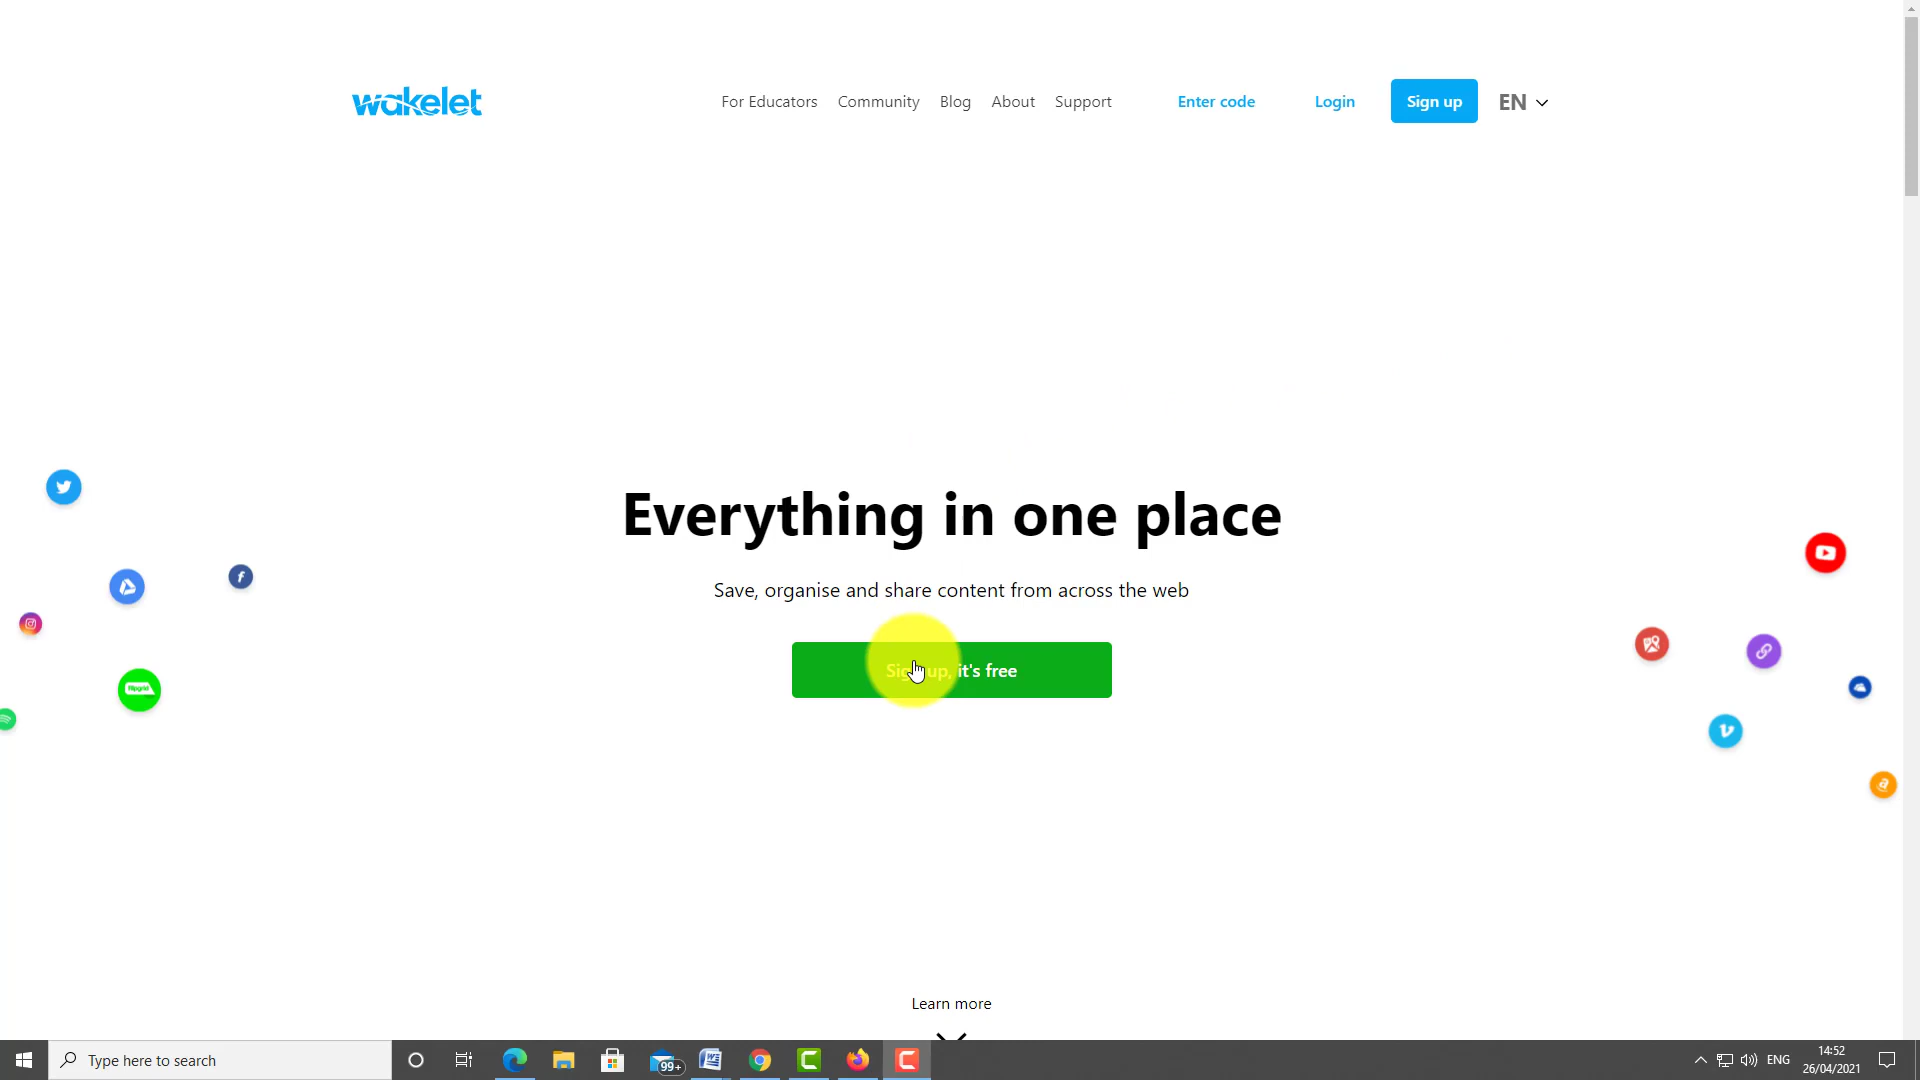 wakelet
For Educators Community Blog About Support Enter code Login Sign up EN
Everything in one place
Save, organise and share content from across the web
Sign up, it's free
Learn more
Type here to search
99+
ENG
14:52
26/04/2021